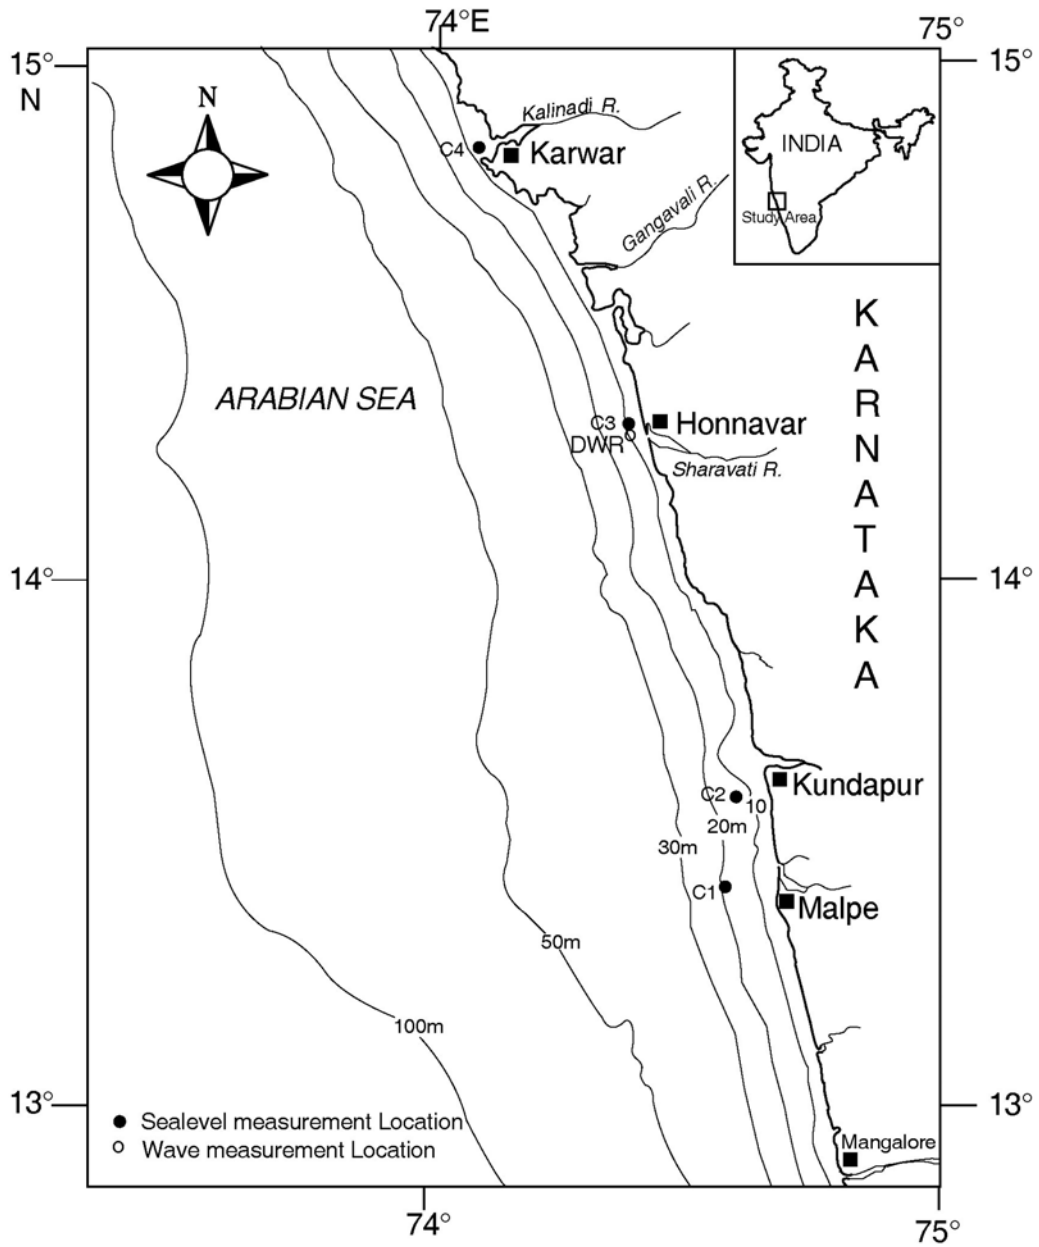 74°E
75°
15°
N
15°
N
Kalinadi R.
C4
Karwar
INDIA
Study Area
Gangavali R.
K
A
R
N
A
T
A
K
A
ARABIAN SEA
C3
Honnavar
DWR
Sharavati R.
14°
14°
C2
Kundapur
10
20m
30m
C1
Malpe
50m
100m
13°
13°
Sealevel measurement Location
Wave measurement Location
Mangalore
74°
75°